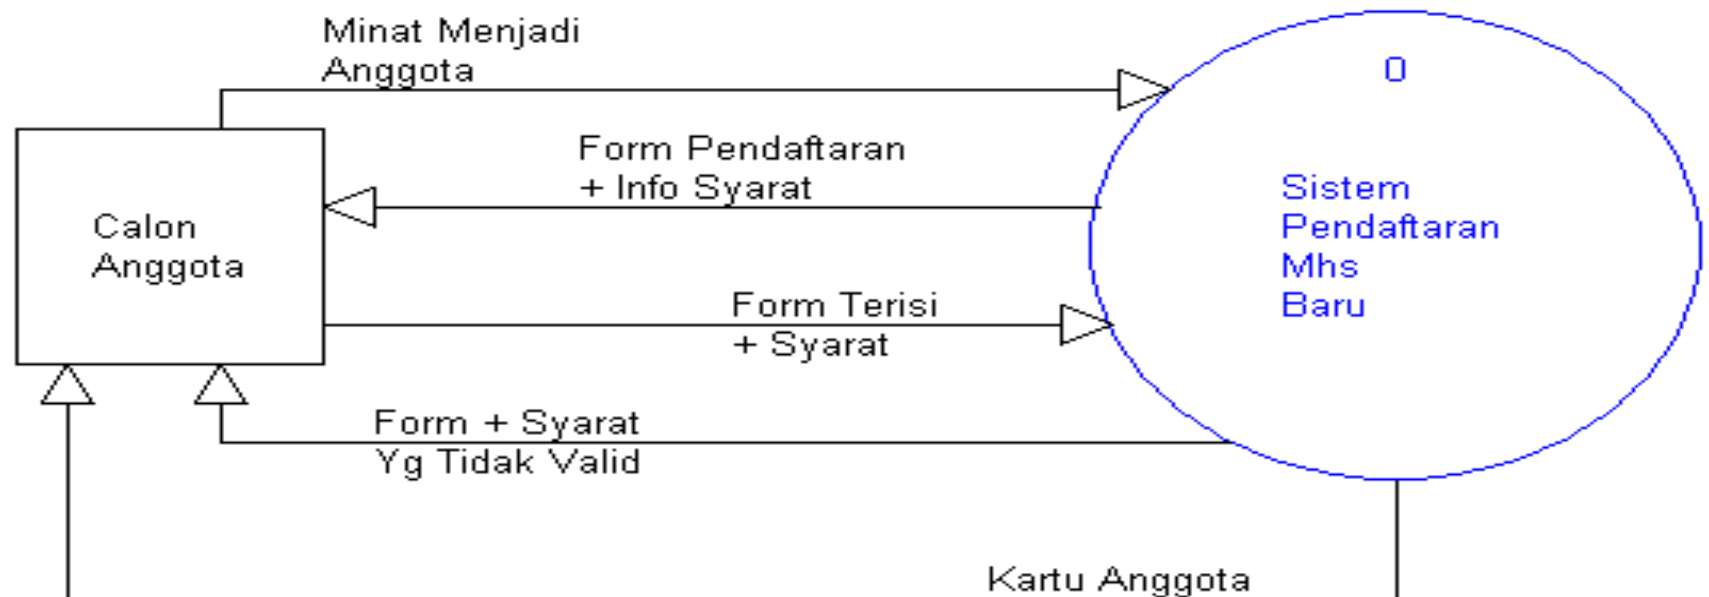 Minat Menjadi
Anggota
0
Form Pendaftaran
+ Info Syarat
Sistem
Pendaftaran
Mhs
Baru
Calon
Anggota
Form Terisi
+ Syarat
Form + Syarat
Yg Tidak Valid
Kartu Anggota